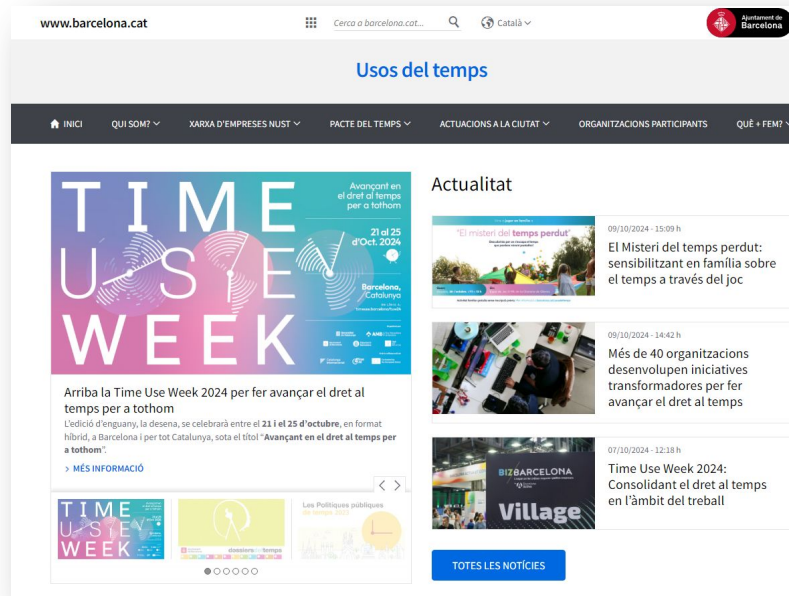 www.barcelona.cat
Cerca a barcelona.cat...
Català
Ajuntament de
Barcelona
Usos del temps
INICI
QUI SOM?
XARXA D'EMPRESES NUST
PACTE DEL TEMPS
ACTUACIONS A LA CIUTAT
ORGANITZACIONS PARTICIPANTS
QUÈ + FEM?
TIME
USE
WEEK
Avançant en
el dret al temps
per a tothom
21 al 25
d'Oct. 2024
Barcelona,
Catalunya
Arriba la Time Use Week 2024 per fer avançar el dret al
temps per a tothom
L'edició d'enguany, la desena, se celebrarà entre el 21 i el 25 d'octubre, en format
híbrid, a Barcelona i per tot Catalunya, sota el títol "Avançant en el dret al temps per
a tothom".
> MÉS INFORMACIÓ
TIME
USE
WEEK
dossiers del temps
Les Polítiques públiques
de temps 2023
Actualitat
"El misteri del temps perdut"
09/10/2024 - 15:09 h
El Misteri del temps perdut:
sensibilitzant en família sobre
el temps a través del joc
09/10/2024 - 14:42 h
Més de 40 organitzacions
desenvolupen iniciatives
transformadores per fer
avançar el dret al temps
BIZBARCELONA
Village
07/10/2024 - 12:18 h
Time Use Week 2024:
Consolidant el dret al temps
en l'àmbit del treball
TOTES LES NOTÍCIES